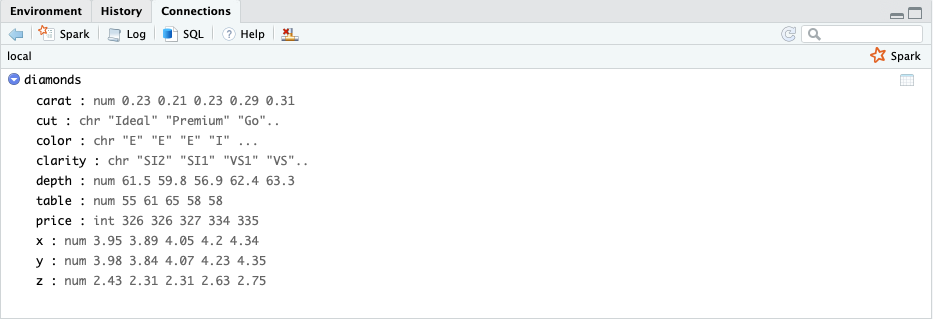 Environment History Connections
Spark Log SQL Help
local Spark
diamonds
carat : num 0.23 0.21 0.23 0.29 0.31
cut : chr "Ideal" "Premium" "Go"..
color : chr "E" "E" "E" "I" ...
clarity : chr "SI2" "SI1" "VS1" "VS"..
depth : num 61.5 59.8 56.9 62.4 63.3
table : num 55 61 65 58 58
price : int 326 326 327 334 335
x : num 3.95 3.89 4.05 4.2 4.34
y : num 3.98 3.84 4.07 4.23 4.35
z : num 2.43 2.31 2.31 2.63 2.75